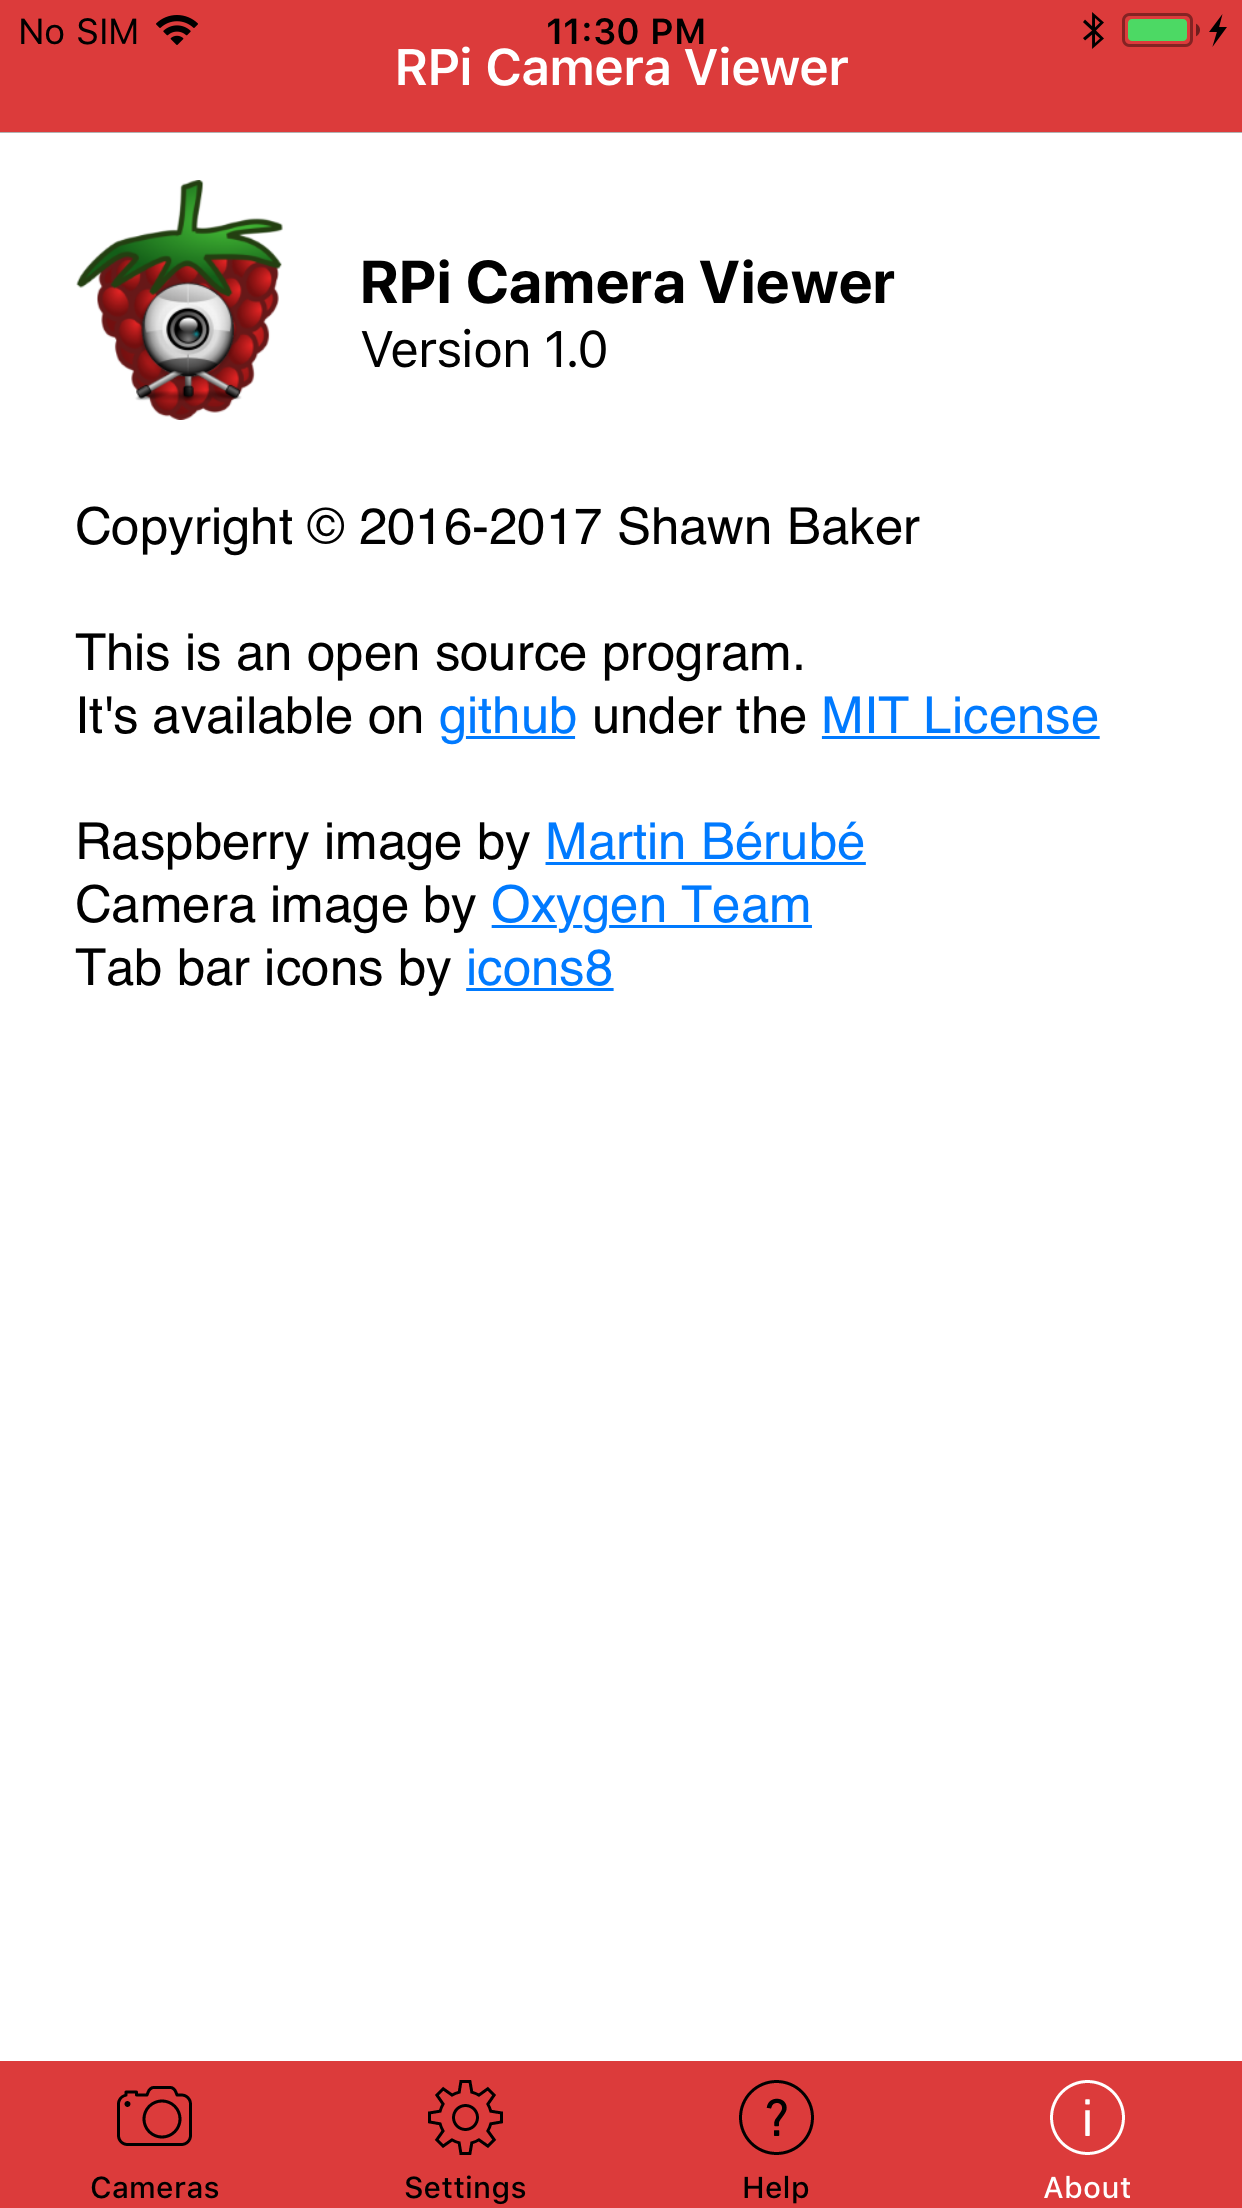 No SIM 11:30 PM
RPi Camera Viewer
RPi Camera Viewer
Version 1.0
Copyright © 2016-2017 Shawn Baker
This is an open source program.
It's available on github under the MIT License
Raspberry image by Martin Bérubé
Camera image by Oxygen Team
Tab bar icons by icons8
Cameras Settings Help About